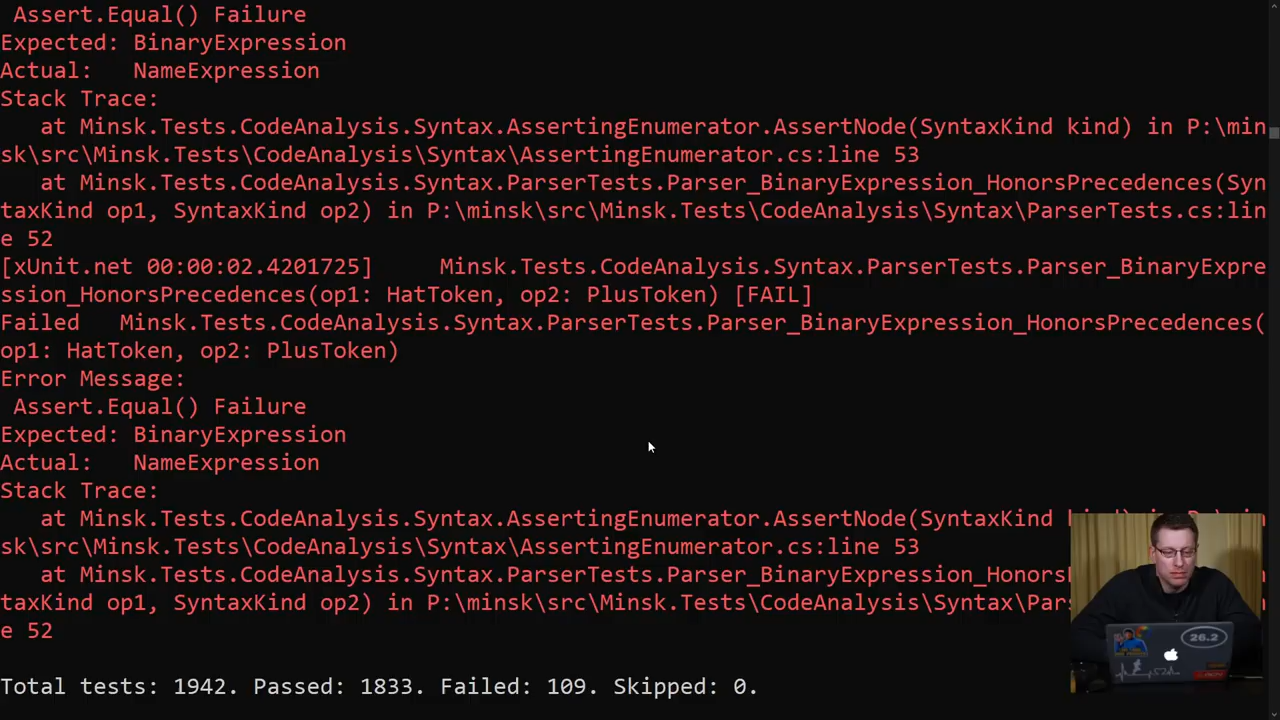 Assert.Equal() Failure
Expected: BinaryExpression
Actual:   NameExpression
Stack Trace:
   at Minsk.Tests.CodeAnalysis.Syntax.AssertingEnumerator.AssertNode(SyntaxKind kind) in P:\min
sk\src\Minsk.Tests\CodeAnalysis\Syntax\AssertingEnumerator.cs:line 53
   at Minsk.Tests.CodeAnalysis.Syntax.ParserTests.Parser_BinaryExpression_HonorsPrecedences(Syn
taxKind op1, SyntaxKind op2) in P:\minsk\src\Minsk.Tests\CodeAnalysis\Syntax\ParserTests.cs:lin
e 52
[xUnit.net 00:00:02.4201725]     Minsk.Tests.CodeAnalysis.Syntax.ParserTests.Parser_BinaryExpre
ssion_HonorsPrecedences(op1: HatToken, op2: PlusToken) [FAIL]
Failed   Minsk.Tests.CodeAnalysis.Syntax.ParserTests.Parser_BinaryExpression_HonorsPrecedences(
op1: HatToken, op2: PlusToken)
Error Message:
 Assert.Equal() Failure
Expected: BinaryExpression
Actual:   NameExpression
Stack Trace:
   at Minsk.Tests.CodeAnalysis.Syntax.AssertingEnumerator.AssertNode(SyntaxKind
sk\src\Minsk.Tests\CodeAnalysis\Syntax\AssertingEnumerator.cs:line 53
   at Minsk.Tests.CodeAnalysis.Syntax.ParserTests.Parser_BinaryExpression_Honors
taxKind op1, SyntaxKind op2) in P:\minsk\src\Minsk.Tests\CodeAnalysis\Syntax\Par
e 52
Total tests: 1942. Passed: 1833. Failed: 109. Skipped: 0.
26.2